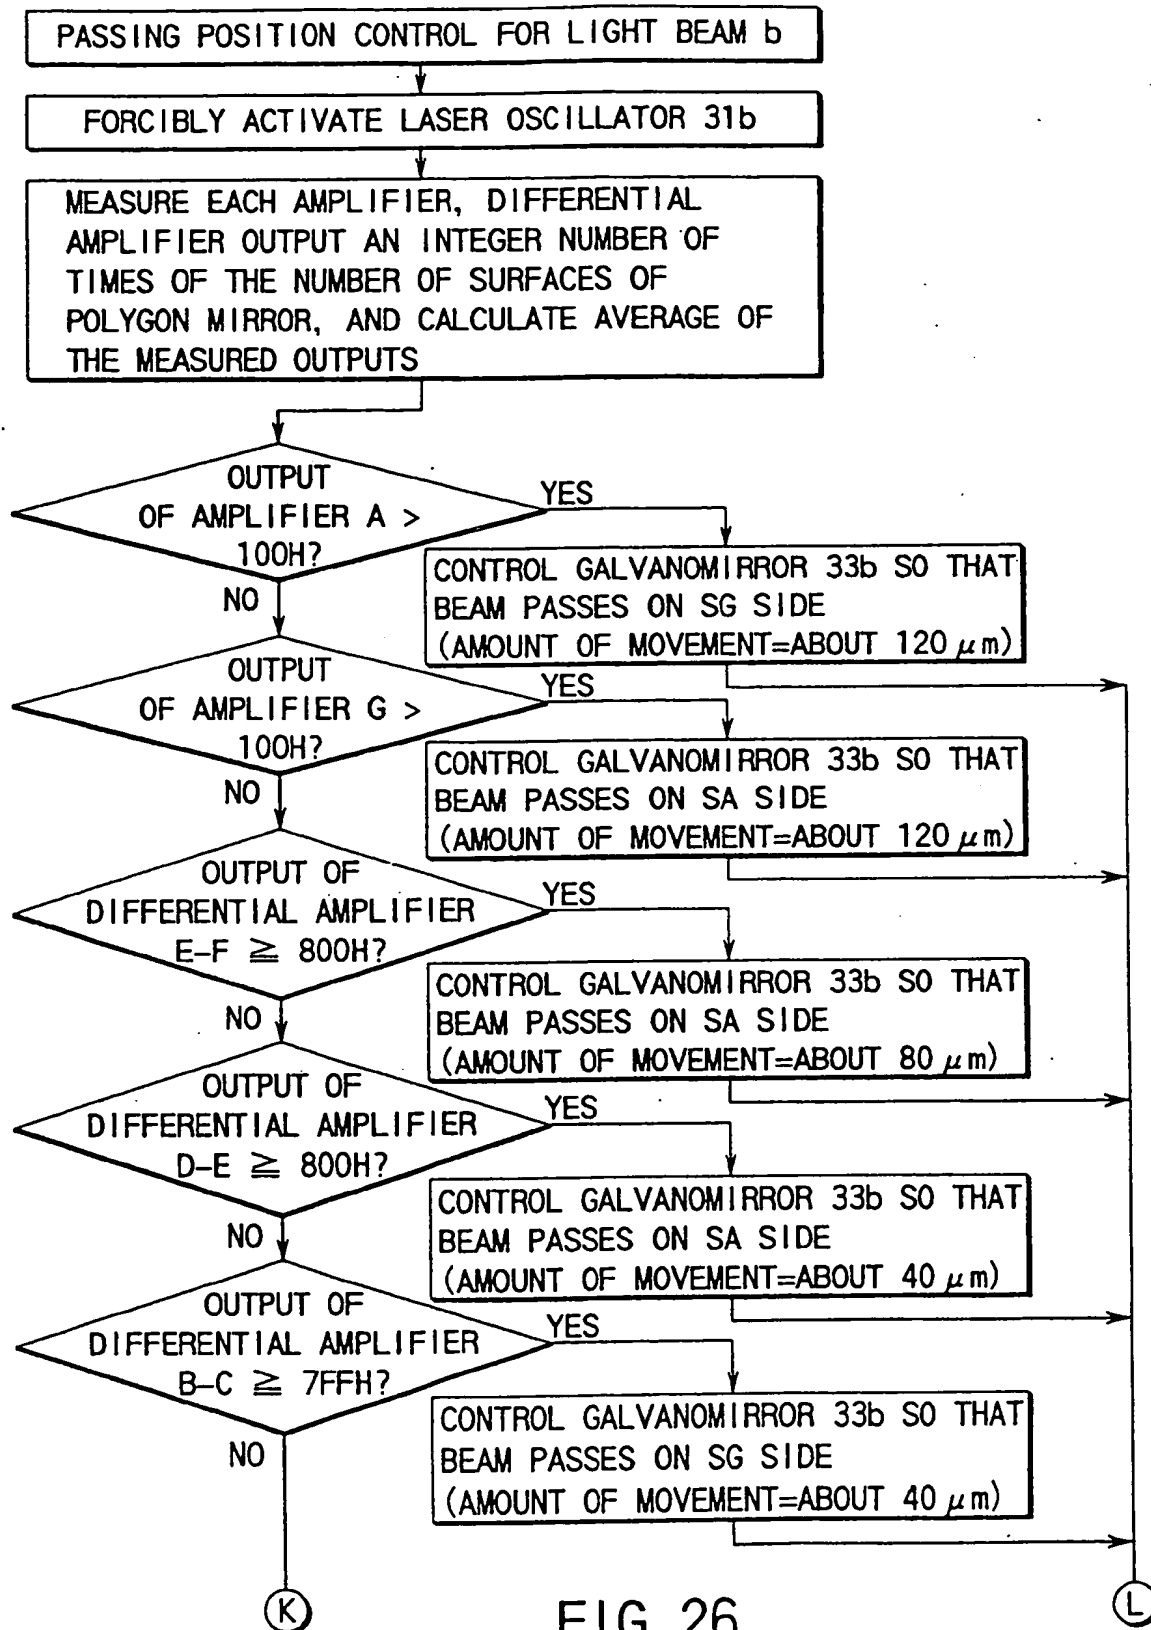 PASSING POSITION CONTROL FOR LIGHT BEAM b
FORCIBLY ACTIVATE LASER OSCILLATOR 31b
MEASURE EACH AMPLIFIER, DIFFERENTIAL
AMPLIFIER OUTPUT AN INTEGER NUMBER OF
TIMES OF THE NUMBER OF SURFACES OF
POLYGON MIRROR, AND CALCULATE AVERAGE OF
THE MEASURED OUTPUTS
OUTPUT
OF AMPLIFIER A >
100H?
YES
NO
CONTROL GALVANOMIRROR 33b SO THAT
BEAM PASSES ON SG SIDE
(AMOUNT OF MOVEMENT=ABOUT 120 μm)
OUTPUT
OF AMPLIFIER G >
100H?
YES
NO
CONTROL GALVANOMIRROR 33b SO THAT
BEAM PASSES ON SA SIDE
(AMOUNT OF MOVEMENT=ABOUT 120 μm)
OUTPUT OF
DIFFERENTIAL AMPLIFIER
E-F ≧ 800H?
YES
NO
CONTROL GALVANOMIRROR 33b SO THAT
BEAM PASSES ON SA SIDE
(AMOUNT OF MOVEMENT=ABOUT 80 μm)
OUTPUT OF
DIFFERENTIAL AMPLIFIER
D-E ≧ 800H?
YES
NO
CONTROL GALVANOMIRROR 33b SO THAT
BEAM PASSES ON SA SIDE
(AMOUNT OF MOVEMENT=ABOUT 40 μm)
OUTPUT OF
DIFFERENTIAL AMPLIFIER
B-C ≧ 7FFH?
YES
NO
CONTROL GALVANOMIRROR 33b SO THAT
BEAM PASSES ON SG SIDE
(AMOUNT OF MOVEMENT=ABOUT 40 μm)
K
L
FIG. 26